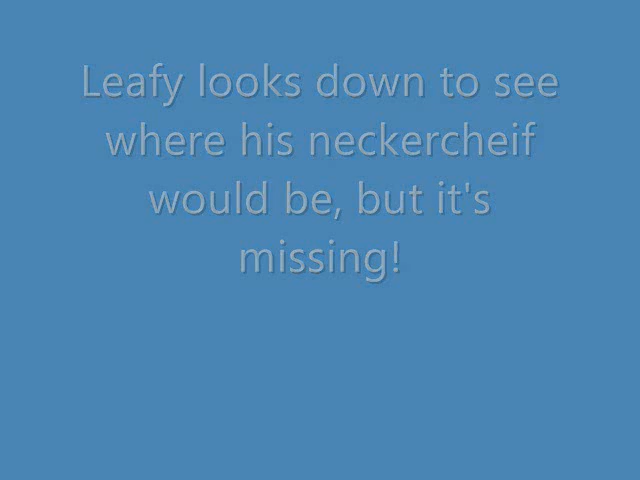 Leafy looks down to see
where his neckercheif
would be, but it's
missing!